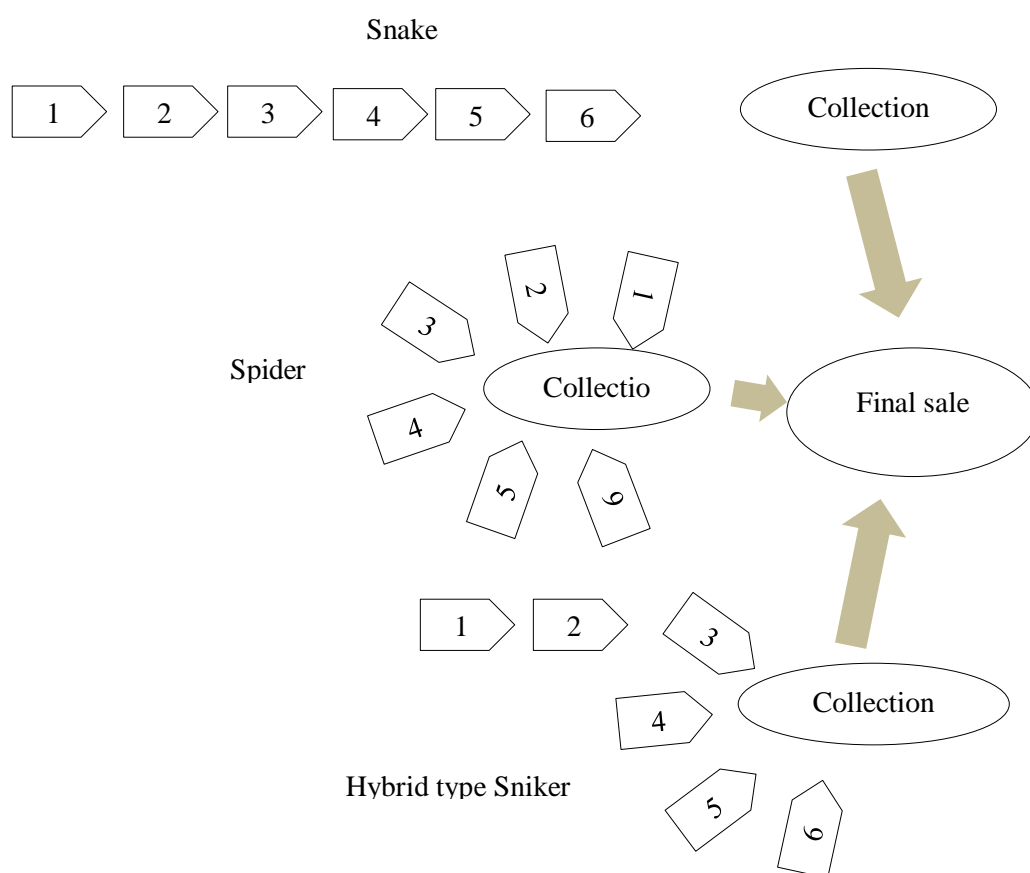 Snake
1 2 3 4 5 6
Collection
2 1
3
Spider
Collectio
Final sale
4
5 6
1 2 3
4
Collection
Hybrid type Sniker
5 6